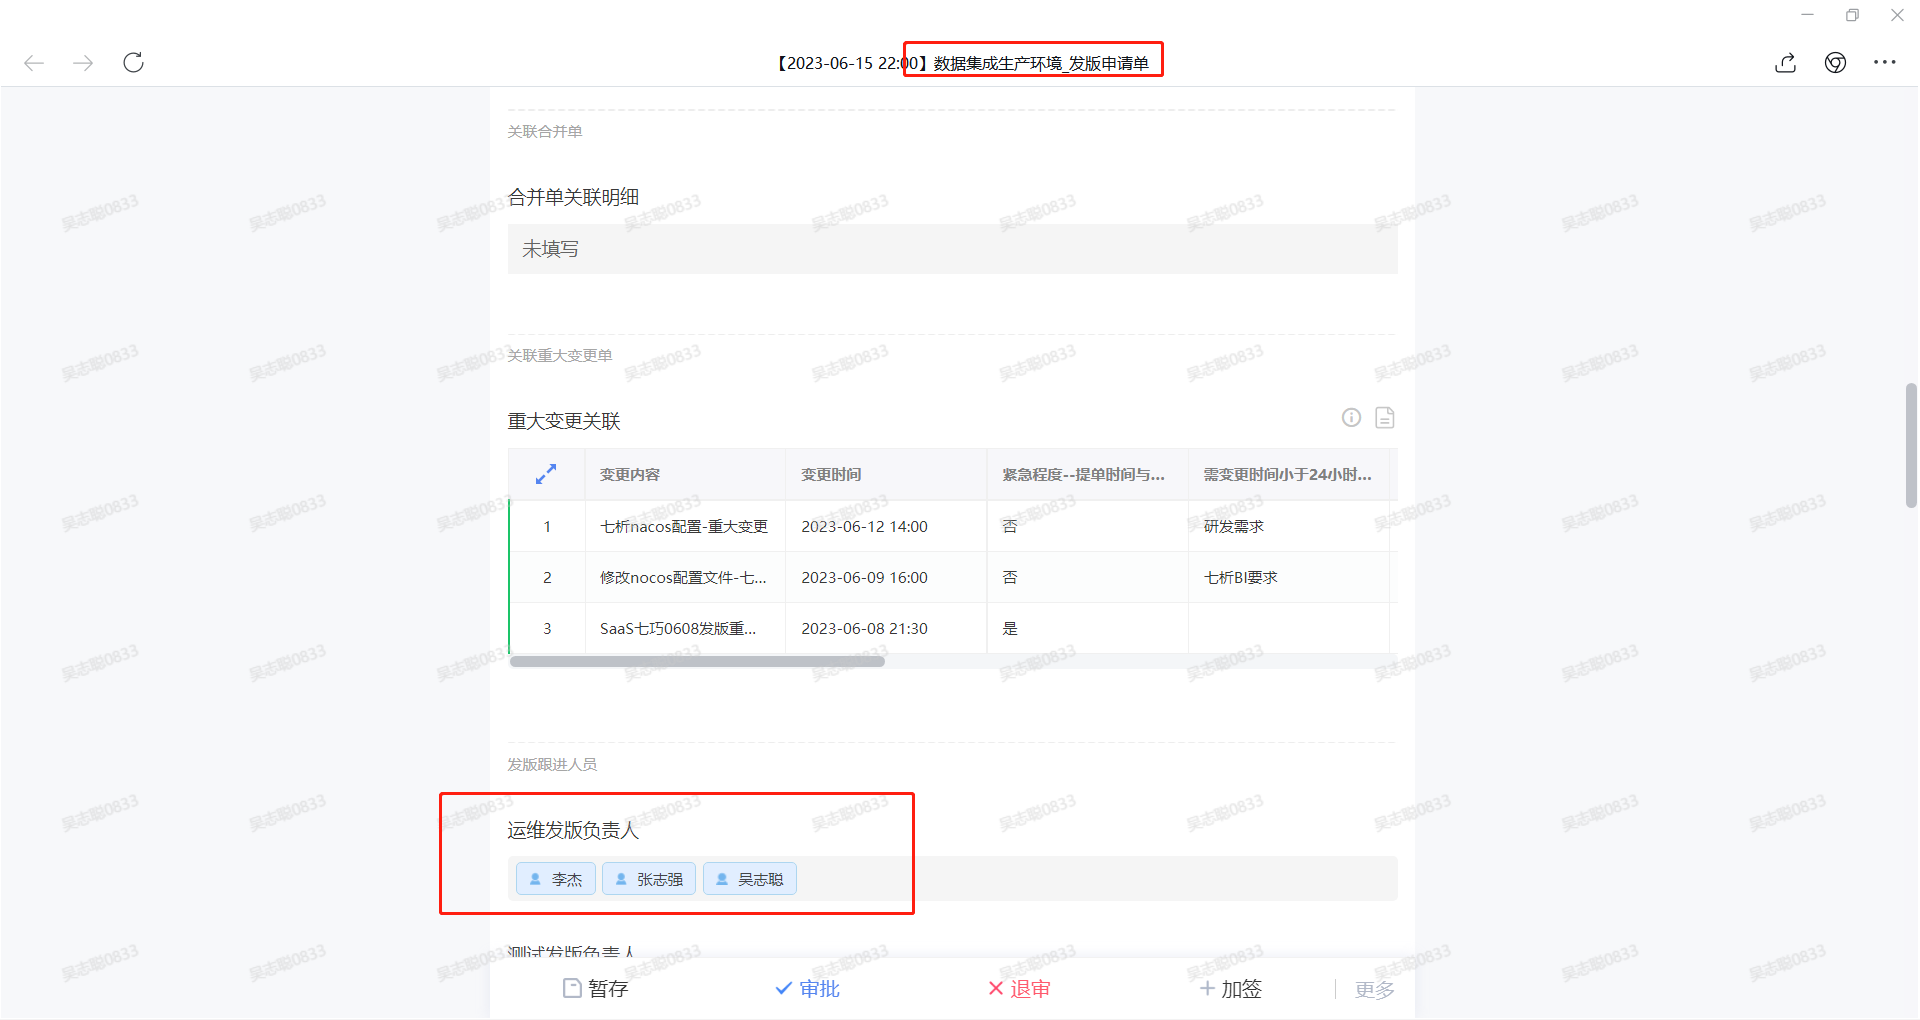 【2023-06-15 22:00】数据集成生产环境_发版申请单
关联合并单
合并单关联明细
未填写
关联重大变更单
重大变更关联
变更内容 变更时间 紧急程度--提单时间与... 需变更时间小于24小时...
1 七析nacos配置-重大变更 2023-06-12 14:00 否 研发需求
2 修改nocos配置文件-七... 2023-06-09 16:00 否 七析BI要求
3 SaaS七巧0608发版重... 2023-06-08 21:30 是
发版跟进人员
运维发版负责人
李杰 张志强 吴志聪
测试发版负责人
暂存 审批 退审 加签 更多
吴志聪0833